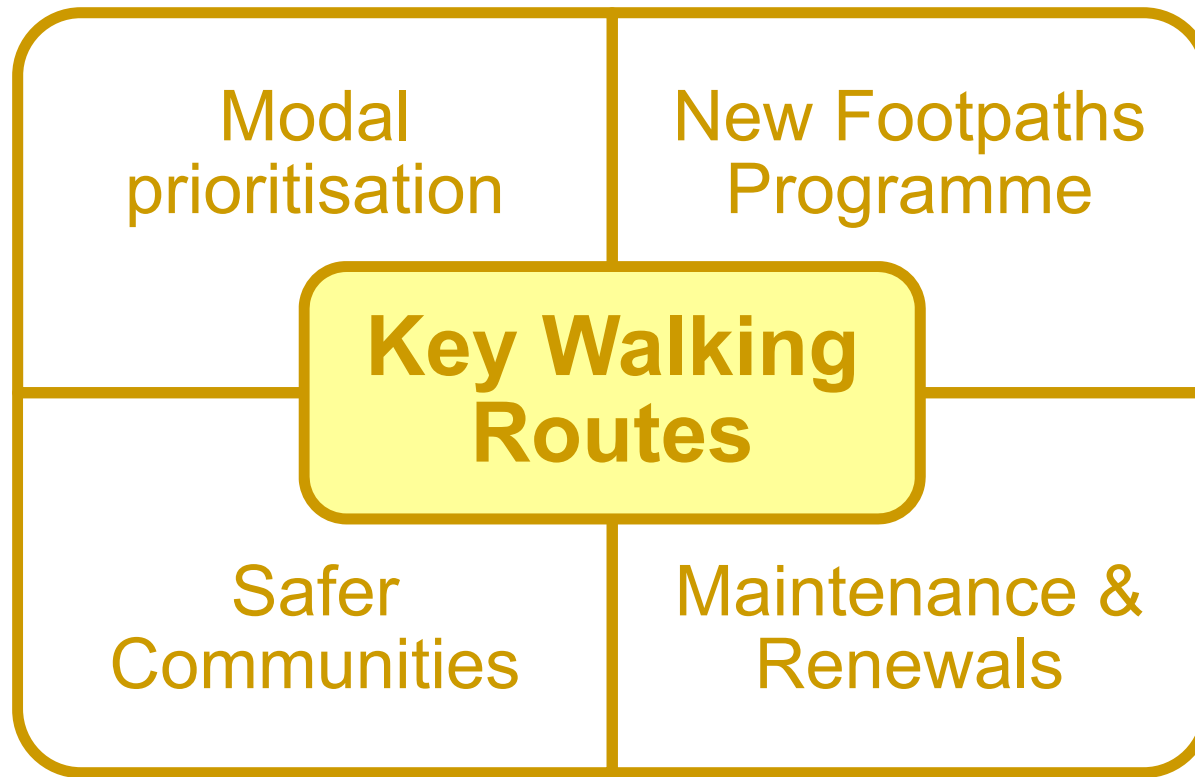 Modal
prioritisation
New Footpaths
Programme
Key Walking
Routes
Safer
Communities
Maintenance &
Renewals